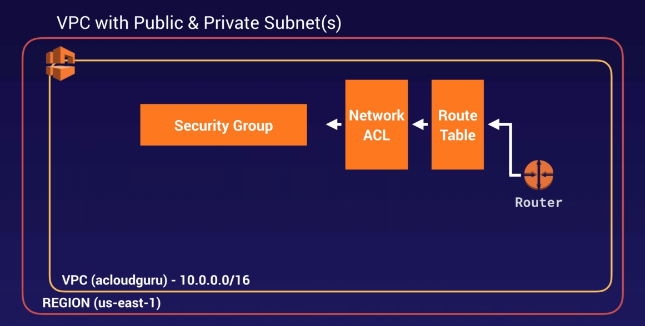 VPC with Public & Private Subnet(s)
Security Group
Network
ACL
Route
Table
Router
VPC (acloudguru) - 10.0.0.0/16
REGION (us-east-1)